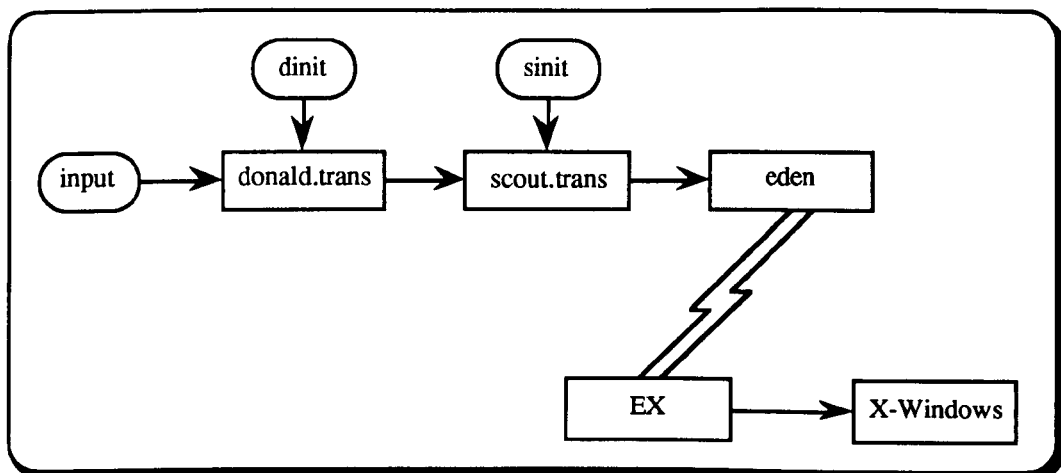 dinit
sinit
input
donald.trans
scout.trans
eden
EX
X-Windows